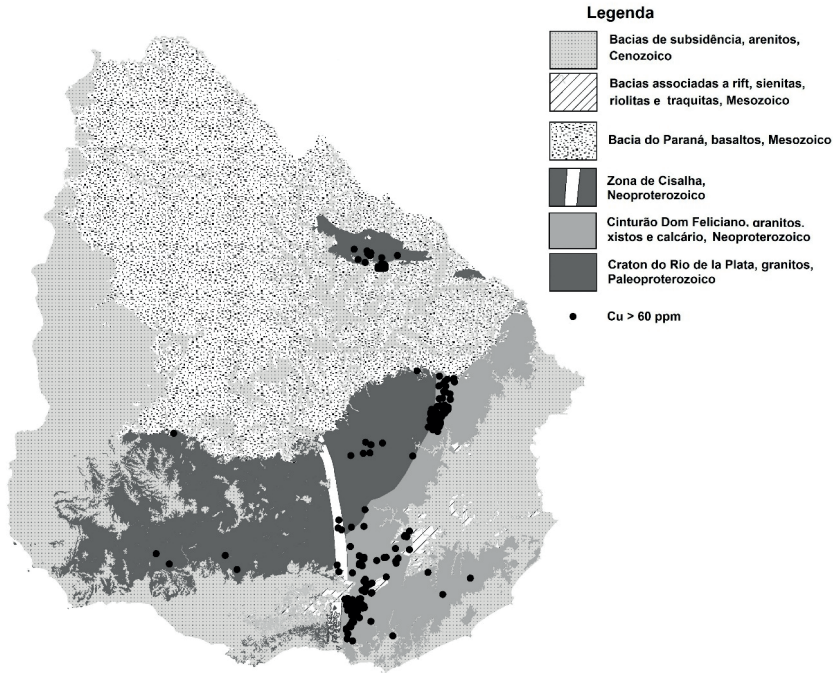 Legenda
Bacias de subsidência, arenitos,
Cenozoico
Bacias associadas a rift, sienitas,
riolitas e traquitas, Mesozoico
Bacia do Paraná, basaltos, Mesozoico
Zona de Cisalha,
Neoproterozoico
Cinturão Dom Feliciano, granitos,
xistos e calcário, Neoproterozoico
Craton do Rio de la Plata, granitos,
Paleoproterozoico
Cu > 60 ppm